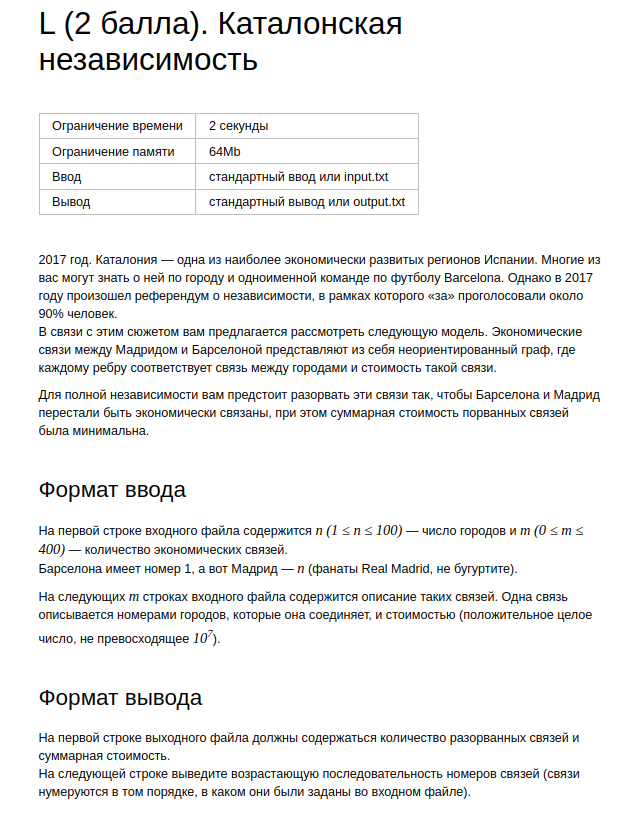 L (2 балла). Каталонская
независимость
Ограничение времени 2 секунды
Ограничение памяти 64Mb
Ввод стандартный ввод или input.txt
Вывод стандартный вывод или output.txt
2017 год. Каталония — одна из наиболее экономически развитых регионов Испании. Многие из
вас могут знать о ней по городу и одноименной команде по футболу Barcelona. Однако в 2017
году произошел референдум о независимости, в рамках которого «за» проголосовали около
90% человек.
В связи с этим сюжетом вам предлагается рассмотреть следующую модель. Экономические
связи между Мадридом и Барселоной представляют из себя неориентированный граф, где
каждому ребру соответствует связь между городами и стоимость такой связи.
Для полной независимости вам предстоит разорвать эти связи так, чтобы Барселона и Мадрид
перестали быть экономически связаны, при этом суммарная стоимость порванных связей
была минимальна.
Формат ввода
На первой строке входного файла содержится n (1 ≤ n ≤ 100) — число городов и m (0 ≤ m ≤
400) — количество экономических связей.
Барселона имеет номер 1, а вот Мадрид — n (фанаты Real Madrid, не бугуртите).
На следующих m строках входного файла содержится описание таких связей. Одна связь
описывается номерами городов, которые она соединяет, и стоимостью (положительное целое
число, не превосходящее 10⁷).
Формат вывода
На первой строке выходного файла должны содержаться количество разорванных связей и
суммарная стоимость.
На следующей строке выведите возрастающую последовательность номеров связей (связи
нумеруются в том порядке, в каком они были заданы во входном файле).